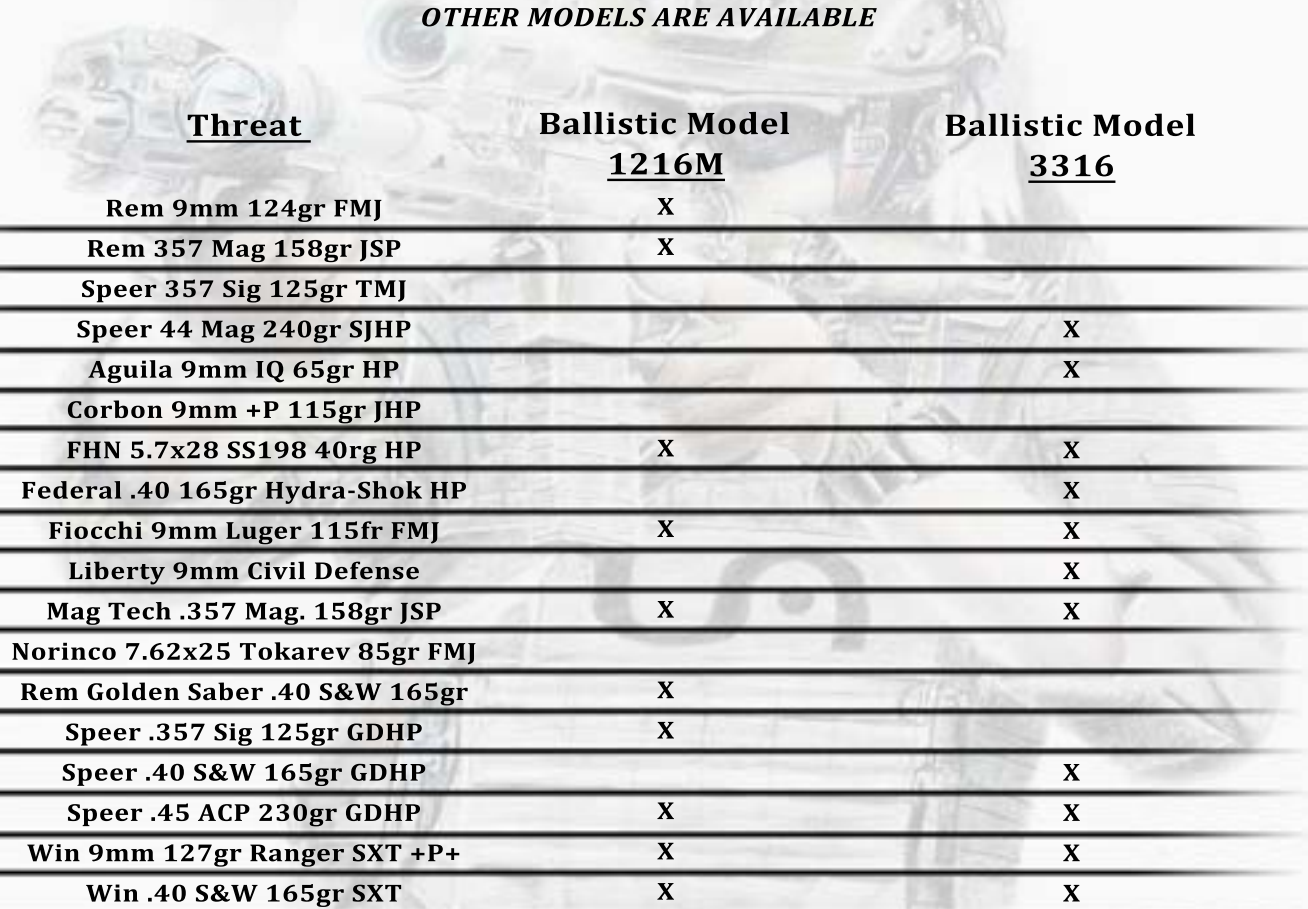 OTHER MODELS ARE AVAILABLE
Threat Ballistic Model Ballistic Model
1216M 3316
Rem 9mm 124gr FMJ X
Rem 357 Mag 158gr JSP X
Speer 357 Sig 125gr TMJ
Speer 44 Mag 240gr SJHP X
Aguila 9mm IQ 65gr HP X
Corbon 9mm +P 115gr JHP
FHN 5.7x28 SS198 40rg HP X X
Federal .40 165gr Hydra-Shok HP X
Fiocchi 9mm Luger 115fr FMJ X X
Liberty 9mm Civil Defense X
Mag Tech .357 Mag. 158gr JSP X X
Norinco 7.62x25 Tokarev 85gr FMJ
Rem Golden Saber .40 S&W 165gr X
Speer .357 Sig 125gr GDHP X
Speer .40 S&W 165gr GDHP X
Speer .45 ACP 230gr GDHP X X
Win 9mm 127gr Ranger SXT +P+ X X
Win .40 S&W 165gr SXT X X